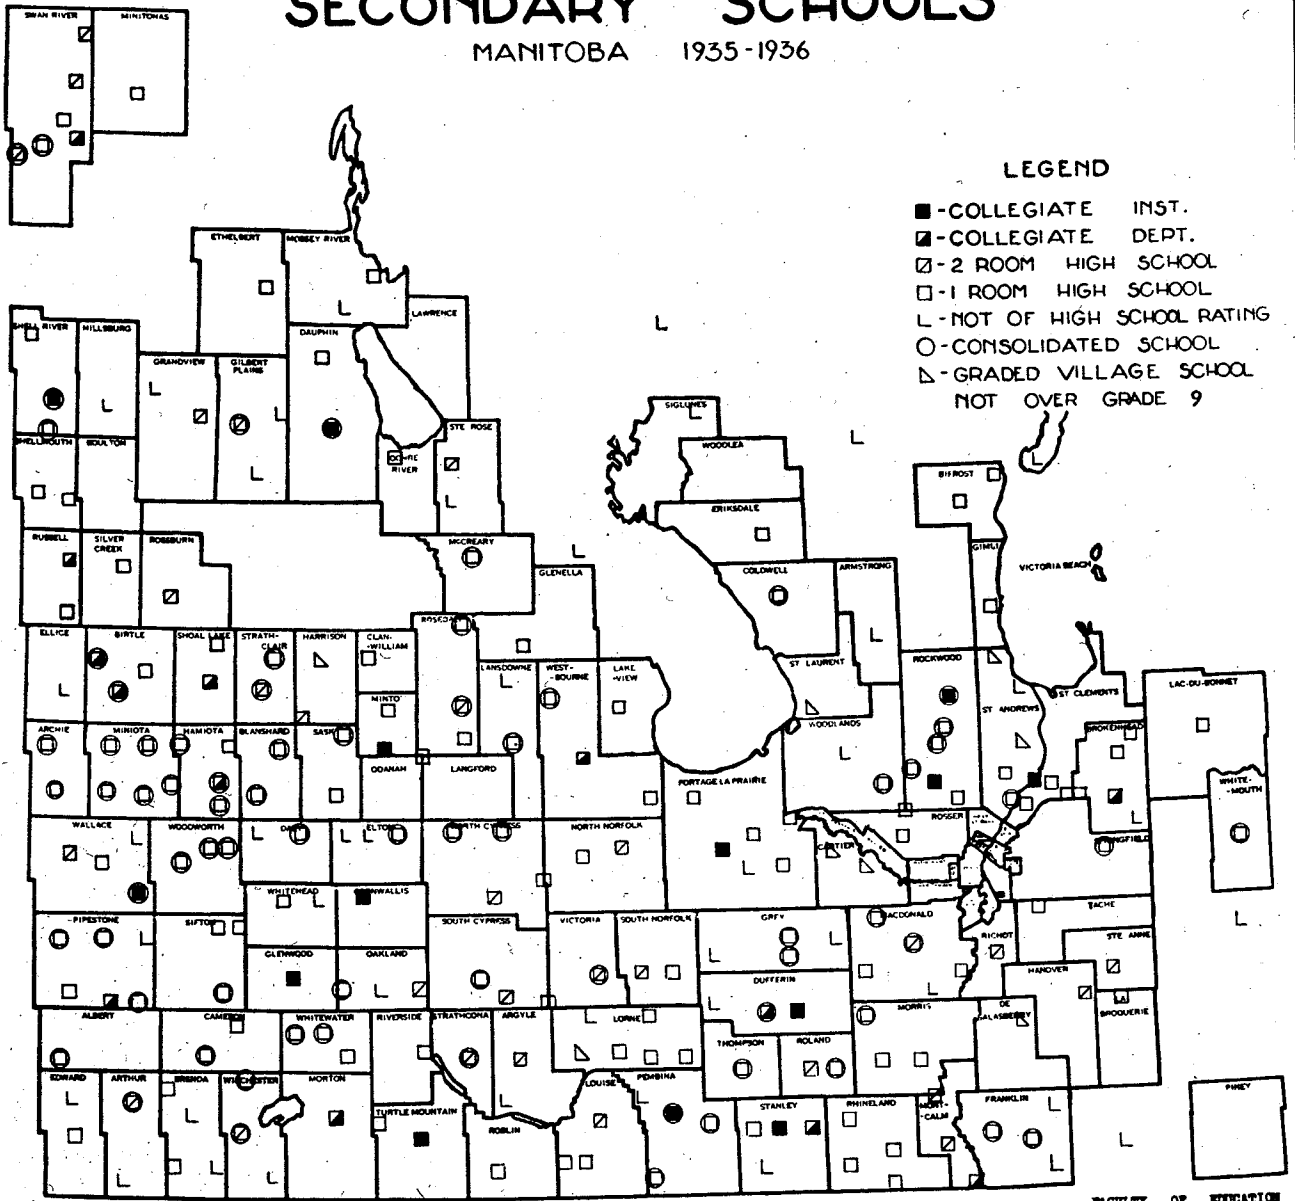 SECONDARY SCHOOLS
MANITOBA 1935-1936
SWAN RIVER
MINITONAS
LEGEND
■-COLLEGIATE INST.
-COLLEGIATE DEPT.
-2 ROOM HIGH SCHOOL
□-1 ROOM HIGH SCHOOL
L-NOT OF HIGH SCHOOL RATING
O-CONSOLIDATED SCHOOL
-GRADED VILLAGE SCHOOL
NOT OVER GRADE 9
ETHELBERT
MOSSEY RIVER
LAWRENCE
SHELL RIVER
HILLSBURG
DAUPHIN
GRANDVIEW
GILBERT
PLAINS
SIGLUNES
STE ROSE
SHELLMOUTH
BOULTON
WOODLEA
OCHRE
RIVER
BIFROST
ERIKSDALE
RUSSELL
SILVER
CREEK
ROSSBURN
MCCREARY
GIMLI
GLENELLA
COLDWELL
ARMSTRONG
VICTORIA BEACH
ROSEDALE
ELLICE
BIRTLE
SHOAL LAKE
STRATH-
CLAIR
HARRISON
CLAN-
-WILLIAM
LANSDOWNE
WEST-
-BOURNE
LAKE
-VIEW
ST LAURENT
ROCKWOOD
ST CLEMENTS
LAC-DU-BONNET
MINTO
ST ANDREWS
ARCHIE
MINIOTA
HAMIOTA
BLANSHARD
SASK
WOODLANDS
BROKENHEAD
ODANAH
LANGFORD
PORTAGE LA PRAIRIE
WHITE-
-MOUTH
WALLACE
WOODWORTH
DALY
ELTON
NORTH CYPRESS
NORTH NORFOLK
ROSSER
CARTIER
SPRINGFIELD
WHITEHEAD
CORNWALLIS
PIPESTONE
SIFTON
SOUTH CYPRESS
VICTORIA
SOUTH NORFOLK
GREY
MACDONALD
TACHE
RICHOT
STE ANNE
GLENWOOD
OAKLAND
DUFFERIN
HANOVER
ALBERT
CAMERON
WHITEWATER
RIVERSIDE
STRATHCONA
ARGYLE
LORNE
MORRIS
DE
SALABERRY
BROQUERIE
THOMPSON
ROLAND
EDWARD
ARTHUR
BRENDA
WINCHESTER
MORTON
LOUISE
PEMBINA
PINEY
TURTLE MOUNTAIN
ROBLIN
STANLEY
RHINELAND
MONT-
-CALM
FRANKLIN
FACULTY OF EDUCATION